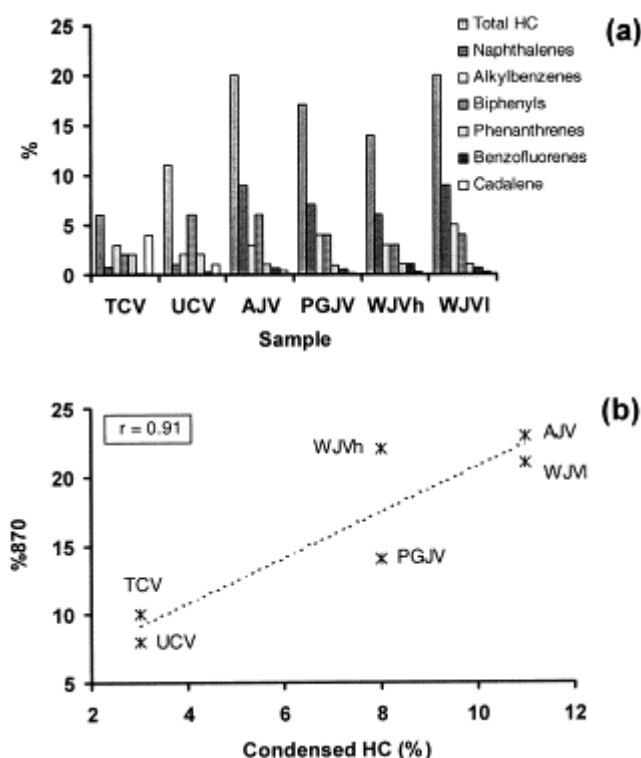 (a)
Total HC
Naphthalenes
Alkylbenzenes
Biphenyls
Phenanthrenes
Benzofluorenes
Cadalene
25
20
15
10
5
0
%
TCV UCV AJV PGJV WJVh WJVl
Sample
(b)
r = 0.91
25
20
15
10
5
%870
WJVh
AJV
WJVl
PGJV
TCV
UCV
2 4 6 8 10 12
Condensed HC (%)